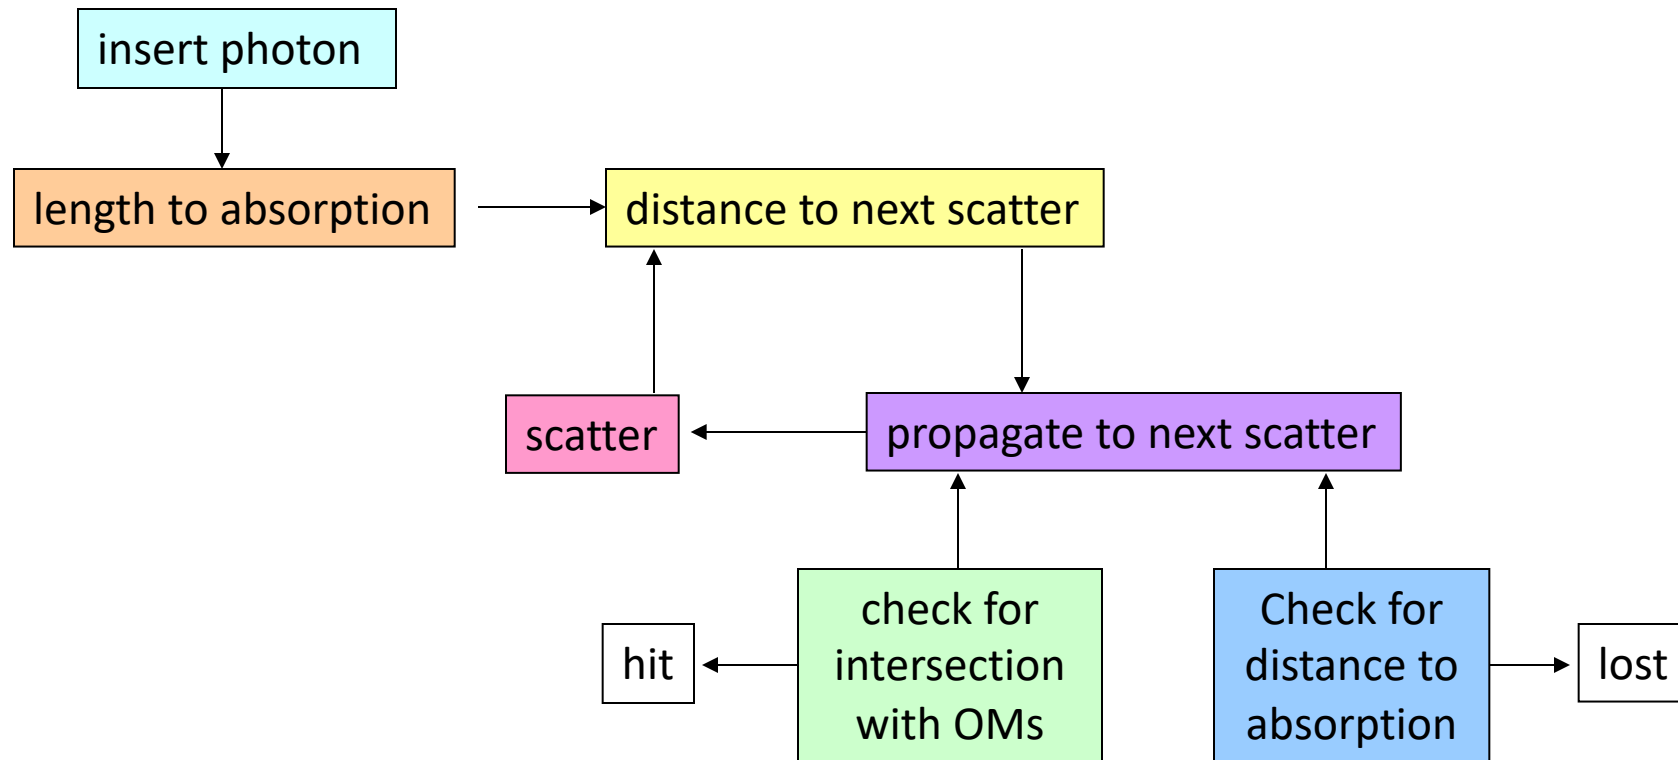 insert photon
length to absorption
distance to next scatter
scatter
propagate to next scatter
hit
check for
intersection
with OMs
Check for
distance to
absorption
lost